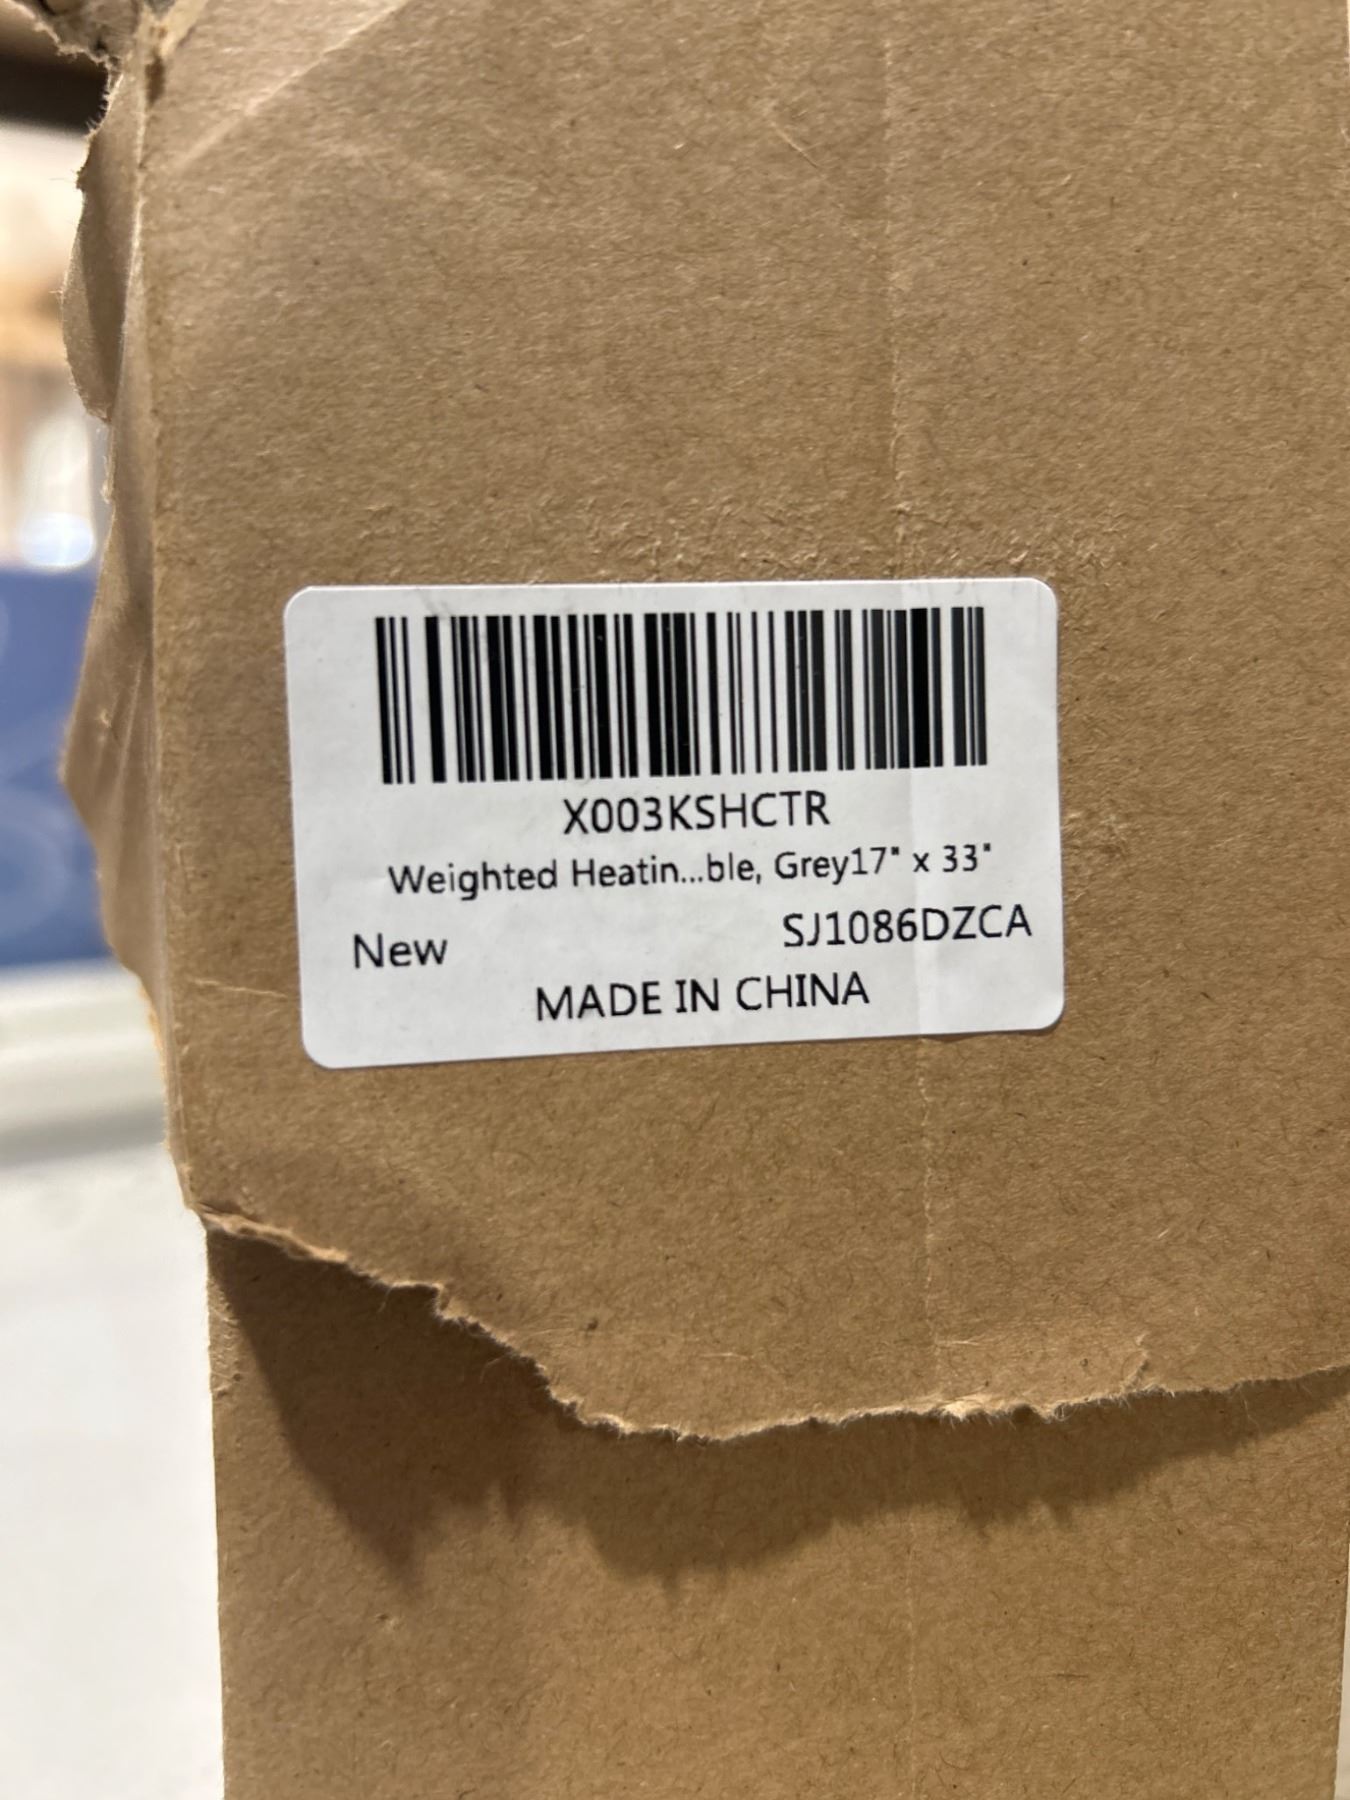 X003KSHCTR
Weighted Heatin...ble, Grey17" x 33"
New
SJ1086DZCA
MADE IN CHINA